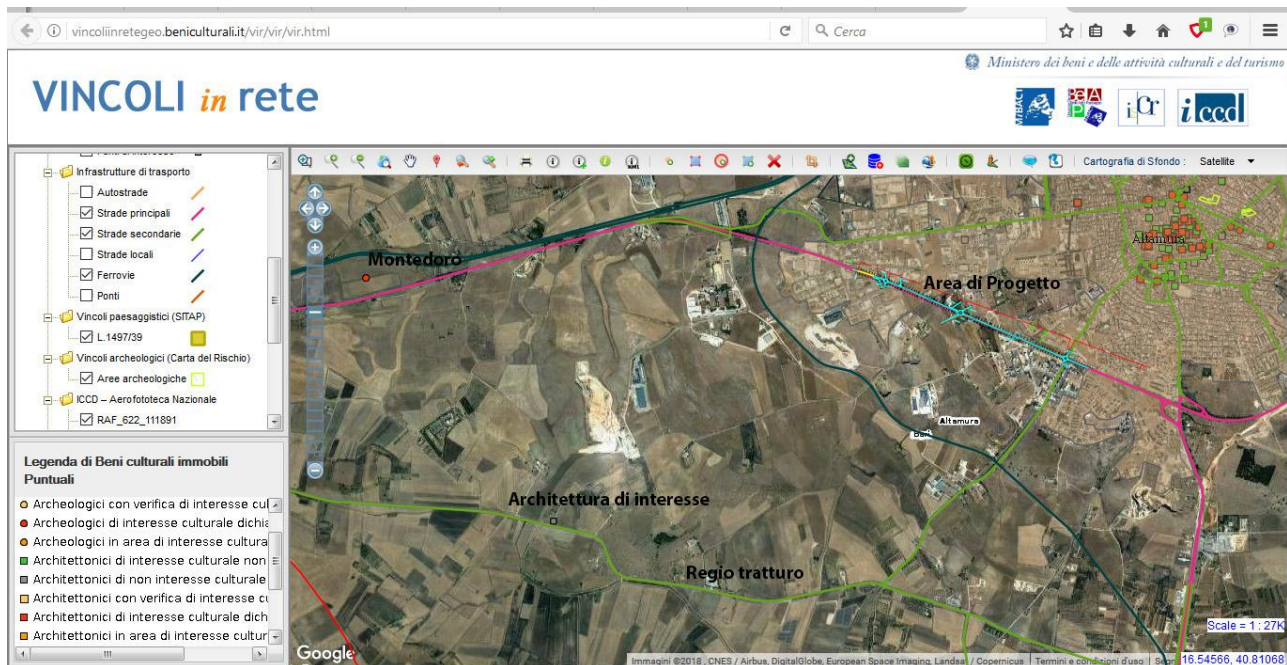 vincoliinretegeo.beniculturali.it/vir/vir/vir.html
Cerca
1
Ministero dei beni e delle attività culturali e del turismo
VINCOLI in rete
MiBACT
BeAP
iCr
iccd
Infrastrutture di trasporto
Autostrade
Strade principali
Strade secondarie
Strade locali
Ferrovie
Ponti
Vincoli paesaggistici (SITAP)
L.1497/39
Vincoli archeologici (Carta del Rischio)
Aree archeologiche
ICCD – Aerofototeca Nazionale
RAF_622_111891
Legenda di Beni culturali immobili
Puntuali
Archeologici con verifica di interesse cul
Archeologici di interesse culturale dichia
Archeologici in area di interesse cultura
Architettonici di interesse culturale non
Architettonici di non interesse culturale
Architettonici con verifica di interesse cu
Architettonici di interesse culturale dich
Architettonici in area di interesse cultur
Cartografia di Sfondo : Satellite
Altamura
Montedoro
Area di Progetto
Altamura
Bari
Architettura di interesse
Regio tratturo
Scale = 1 : 27K
Google
Immagini ©2018 , CNES / Airbus, DigitalGlobe, European Space Imaging, Landsat / Copernicus
Termini e condizioni d'uso
16.54566, 40.81068